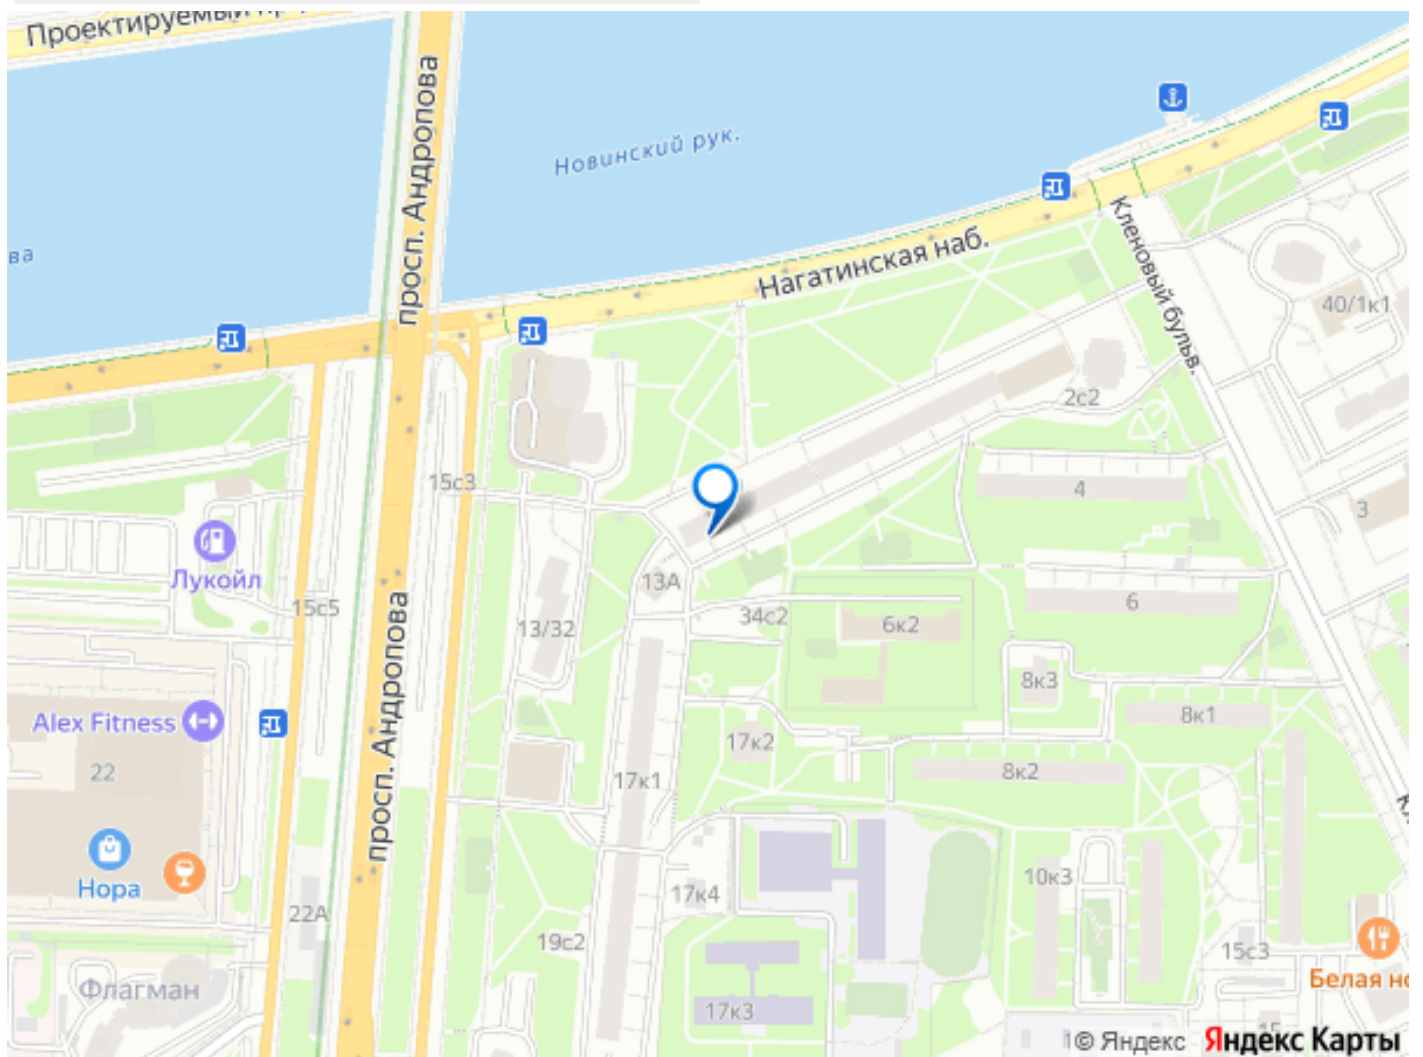 Проектируемый
просп. Андропова
Новинский рук.
Нагатинская наб.
Кленовый бульв.
40/1к1
2с2
15с3
4
3
Лукойл
15с5
13А
13/32
34с2
6к2
6
8к3
8к1
Alex Fitness
22
просп. Андропова
17к2
17к1
8к2
Нора
22А
17к4
10к3
19с2
15с3
Белая но
Флагман
17к3
15
© Яндекс
Яндекс Карты